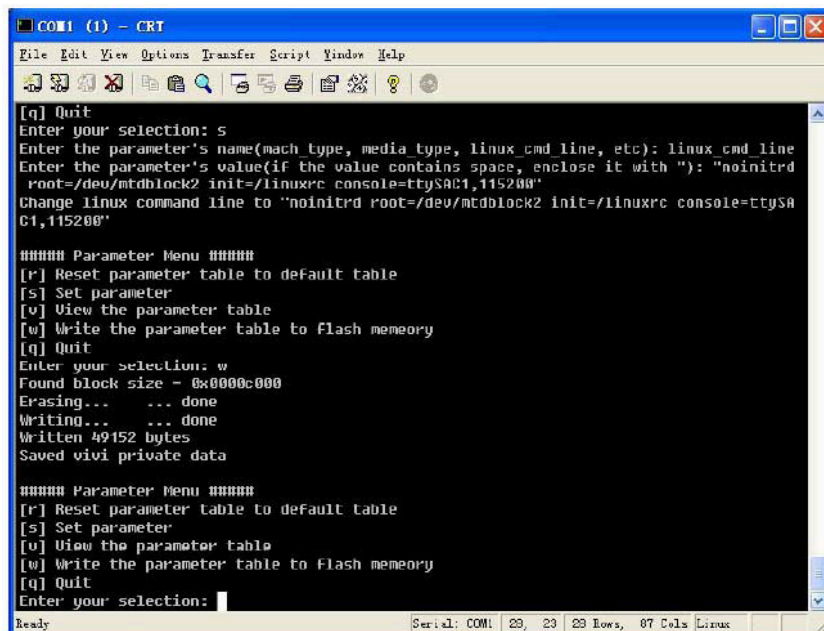 COM1 (1) - CRT
File Edit View Options Transfer Script Window Help
[q] Quit
Enter your selection: s
Enter the parameter's name(mach_type, media_type, linux_cmd_line, etc): linux_cmd_line
Enter the parameter's value(if the value contains space, enclose it with "): "noinitrd
root=/dev/mtdblock2 init=/linuxrc console=ttySAC1,115200"
Change linux command line to "noinitrd root=/dev/mtdblock2 init=/linuxrc console=ttySA
C1,115200"
##### Parameter Menu #####
[r] Reset parameter table to default table
[s] Set parameter
[v] View the parameter table
[w] Write the parameter table to flash memeory
[q] Quit
Enter your selection: w
Found block size = 0x0000c000
Erasing... ... done
Writing... ... done
Written 49152 bytes
Saved vivi private data
##### Parameter Menu #####
[r] Reset parameter table to default table
[s] Set parameter
[v] View the parameter table
[w] Write the parameter table to flash memeory
[q] Quit
Enter your selection:
Ready Serial: COM1 29, 23 29 Rows, 87 Cols Linux